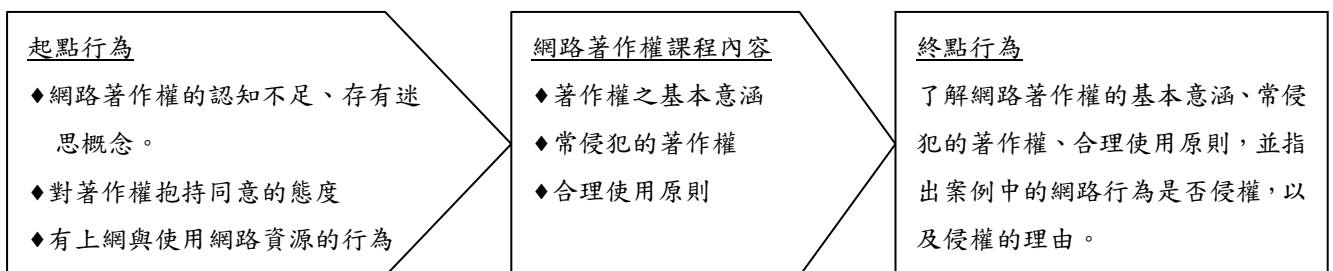 起點行為
♦網路著作權的認知不足、存有迷
思概念。
♦對著作權抱持同意的態度
♦有上網與使用網路資源的行為
網路著作權課程內容
♦著作權之基本意涵
♦常侵犯的著作權
♦合理使用原則
終點行為
了解網路著作權的基本意涵、常侵
犯的著作權、合理使用原則，並指
出案例中的網路行為是否侵權，以
及侵權的理由。